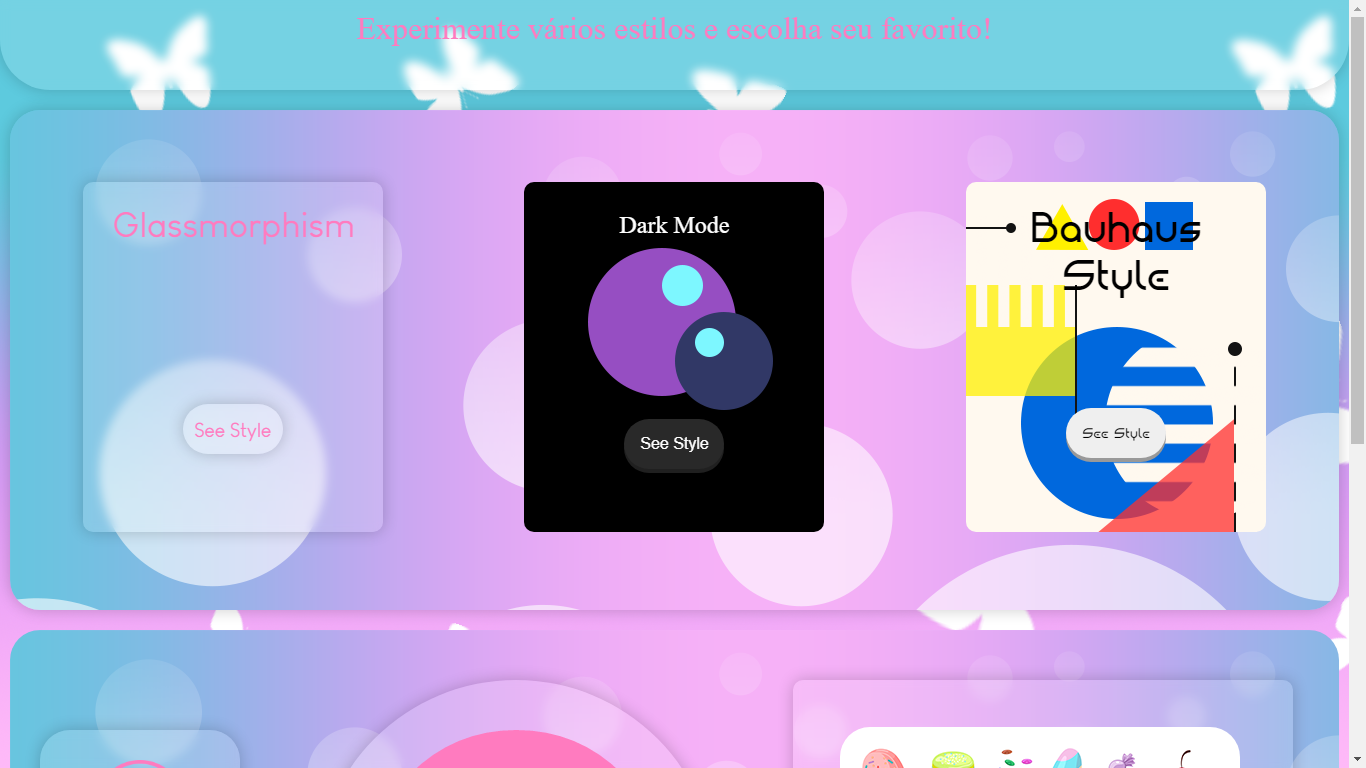 Experimente vários estilos e escolha seu favorito!
Glassmorphism
See Style
Dark Mode
See Style
Bauhaus
Style
See Style